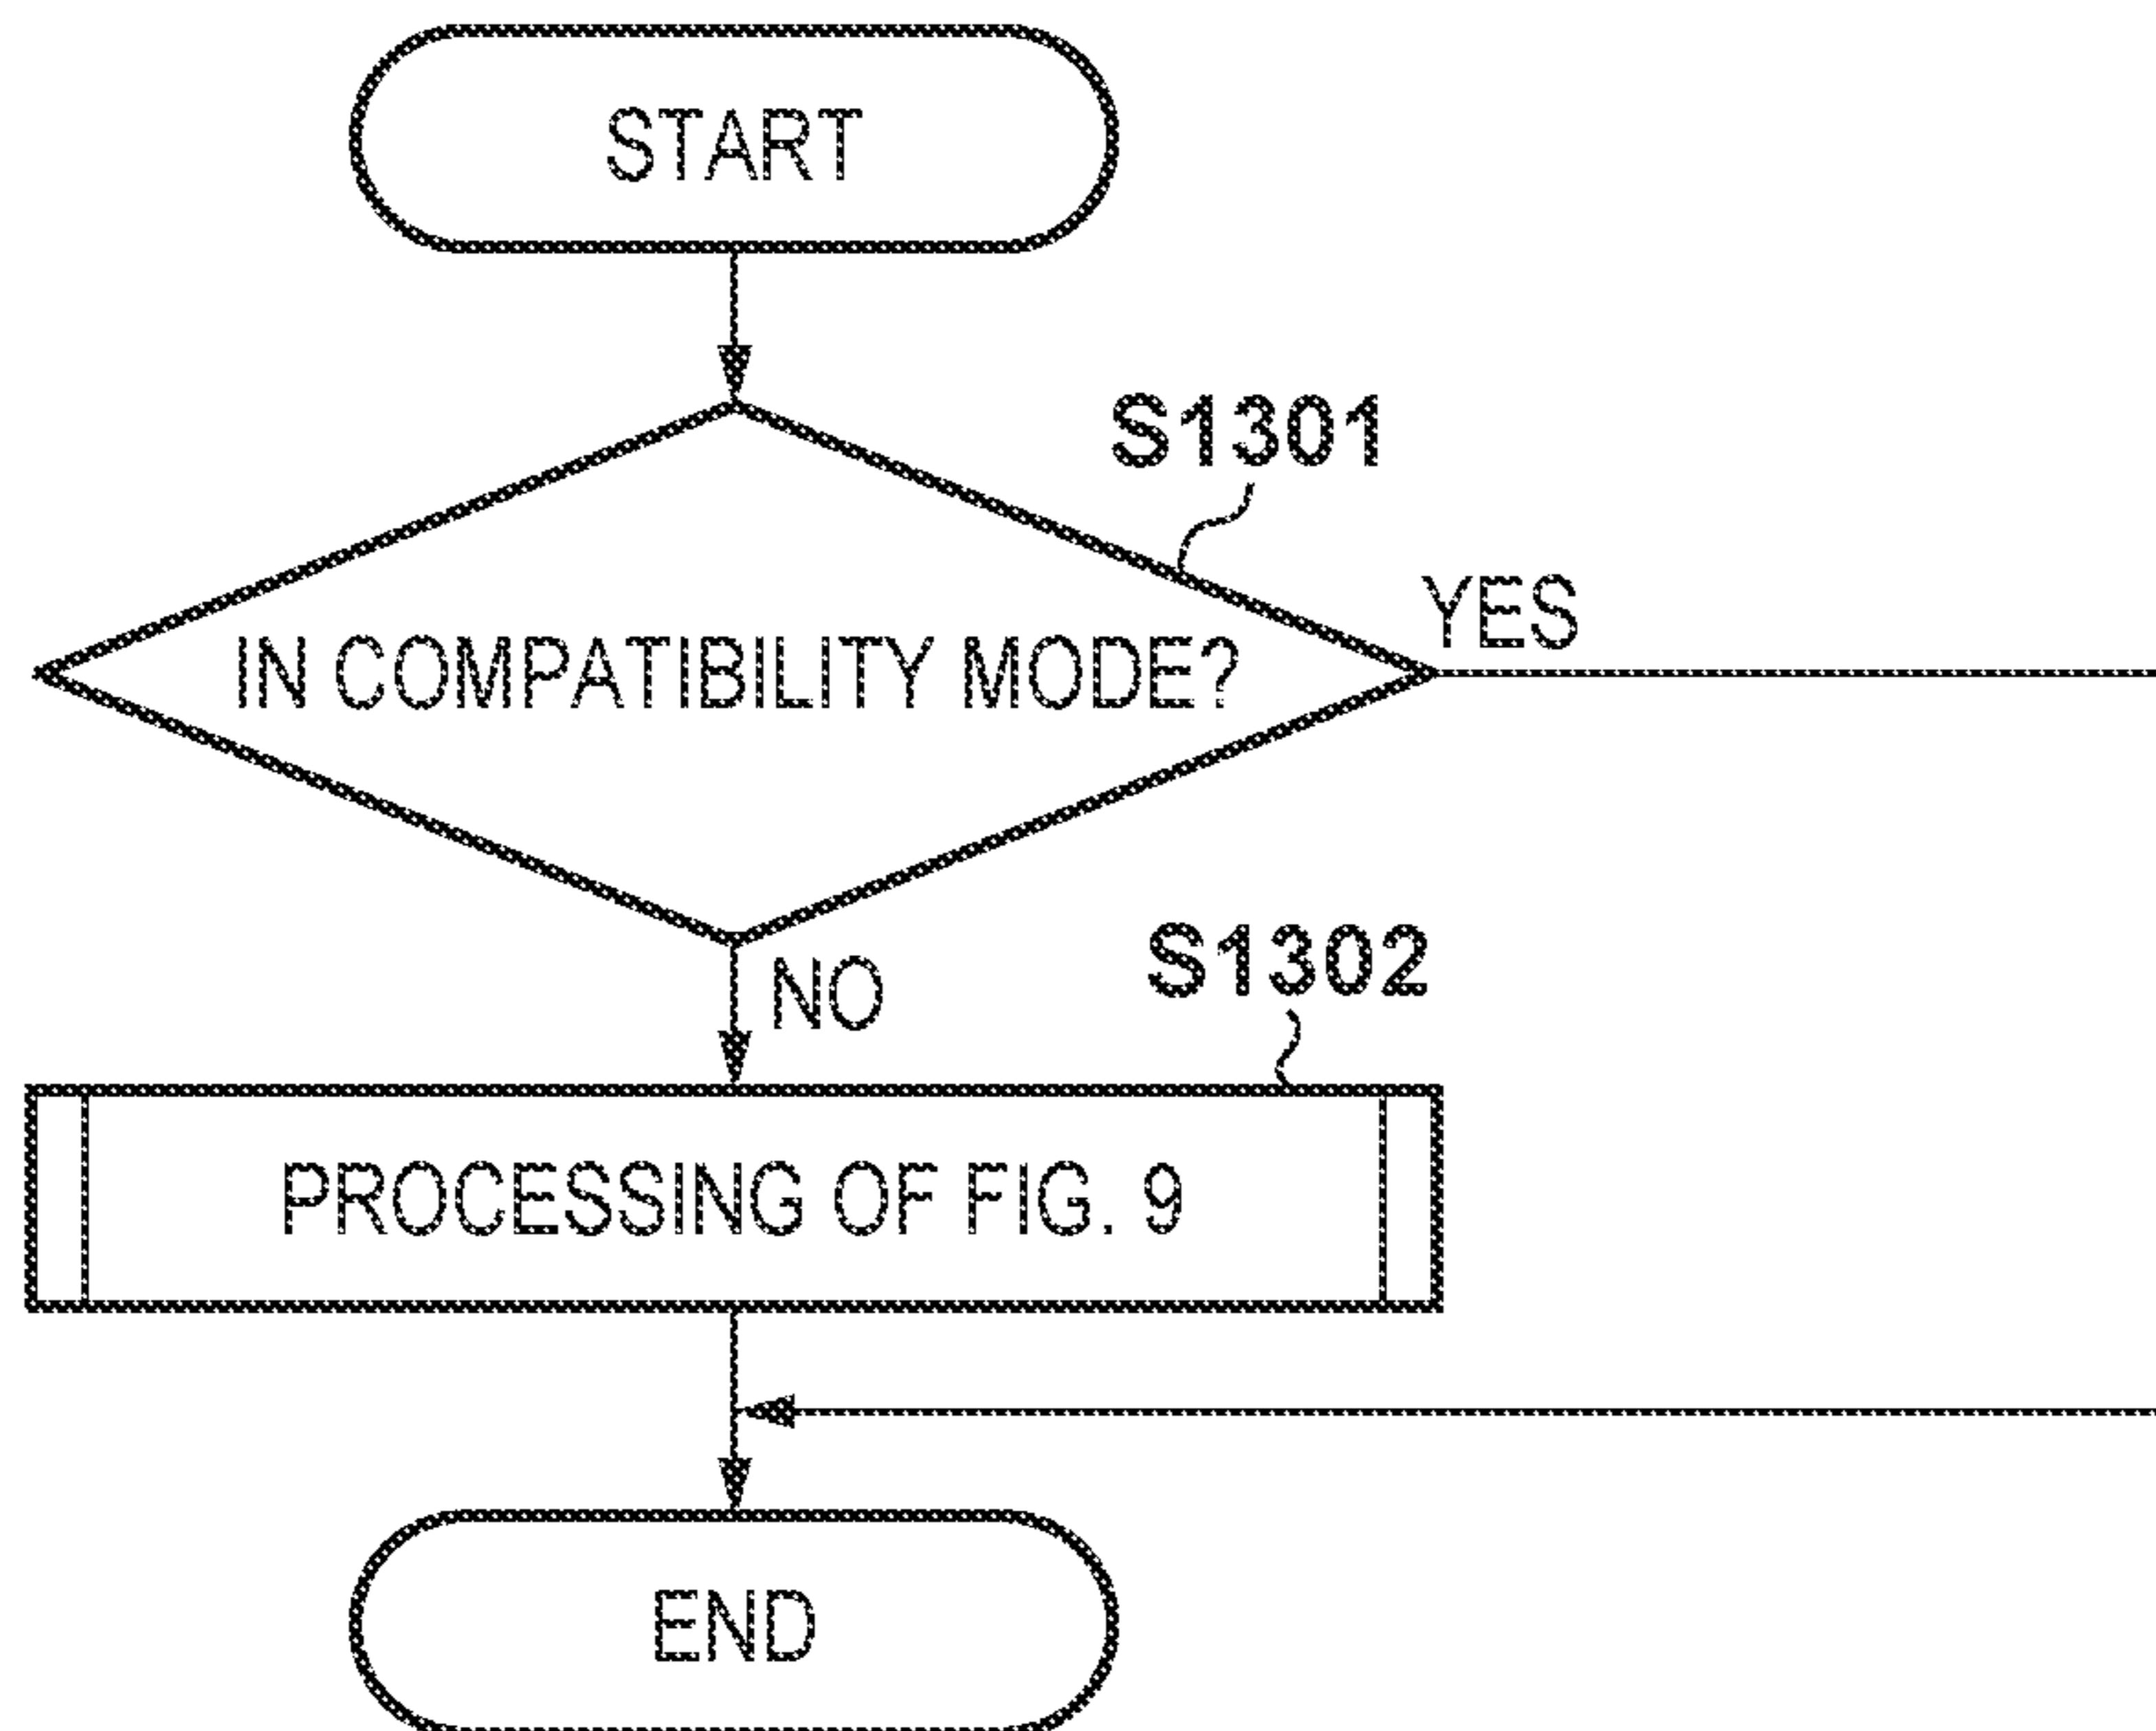 START
S1301
IN COMPATIBILITY MODE?
YES
NO
S1302
PROCESSING OF FIG. 9
END